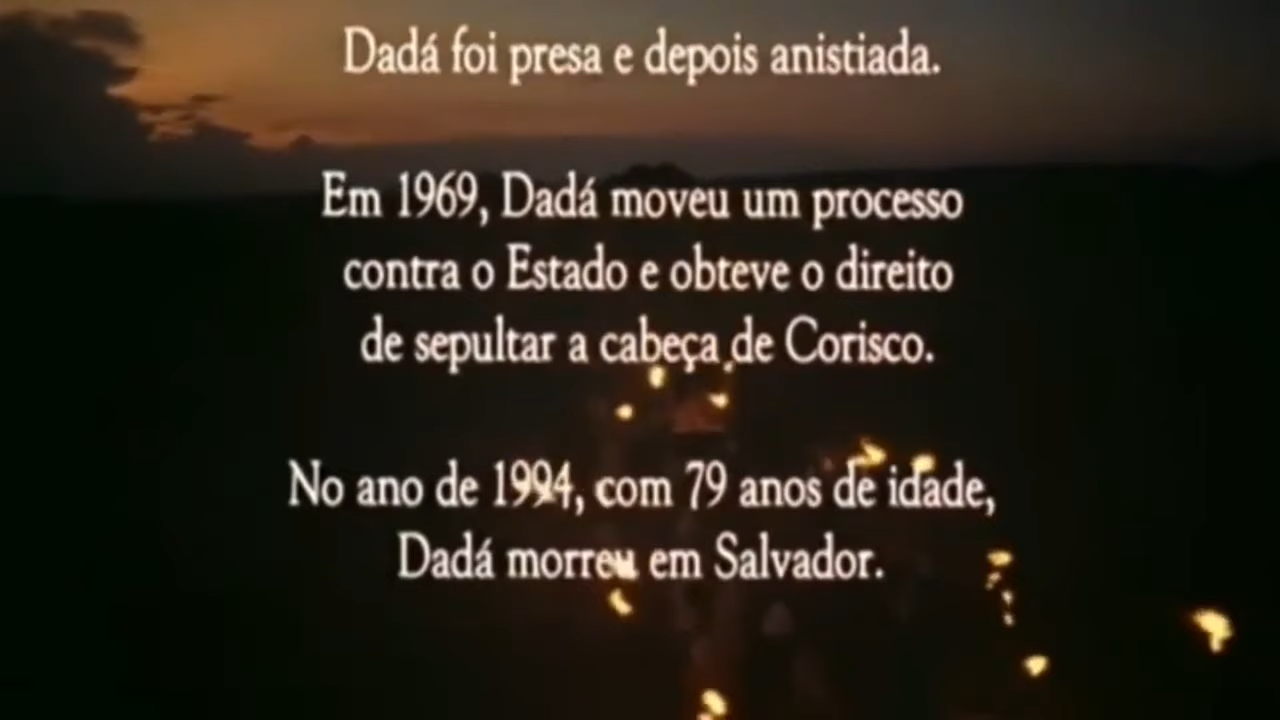 Dadá foi presa e depois anistiada.
Em 1969, Dadá moveu um processo
contra o Estado e obteve o direito
de sepultar a cabeça de Corisco.
No ano de 1994, com 79 anos de idade,
Dadá morreu em Salvador.